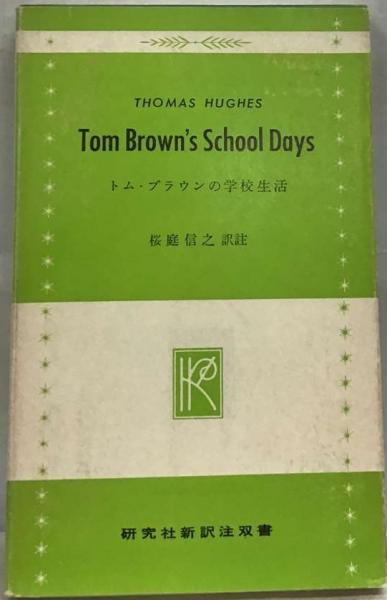 THOMAS HUGHES
Tom Brown's School Days
トム・ブラウンの学校生活
桜庭信之 訳註
研究社新訳注双書